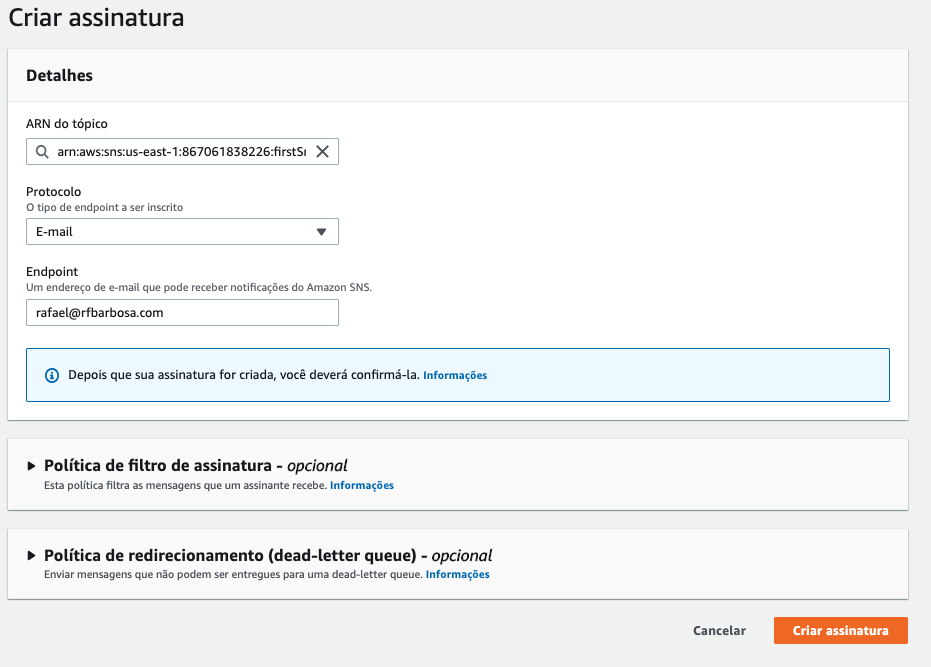 Criar assinatura
Detalhes
ARN do tópico
arn:aws:sns:us-east-1:867061838226:firstSn
Protocolo
O tipo de endpoint a ser inscrito
E-mail
Endpoint
Um endereço de e-mail que pode receber notificações do Amazon SNS.
rafael@rfbarbosa.com
Depois que sua assinatura for criada, você deverá confirmá-la. Informações
Política de filtro de assinatura - opcional
Esta política filtra as mensagens que um assinante recebe. Informações
Política de redirecionamento (dead-letter queue) - opcional
Enviar mensagens que não podem ser entregues para uma dead-letter queue. Informações
Cancelar
Criar assinatura